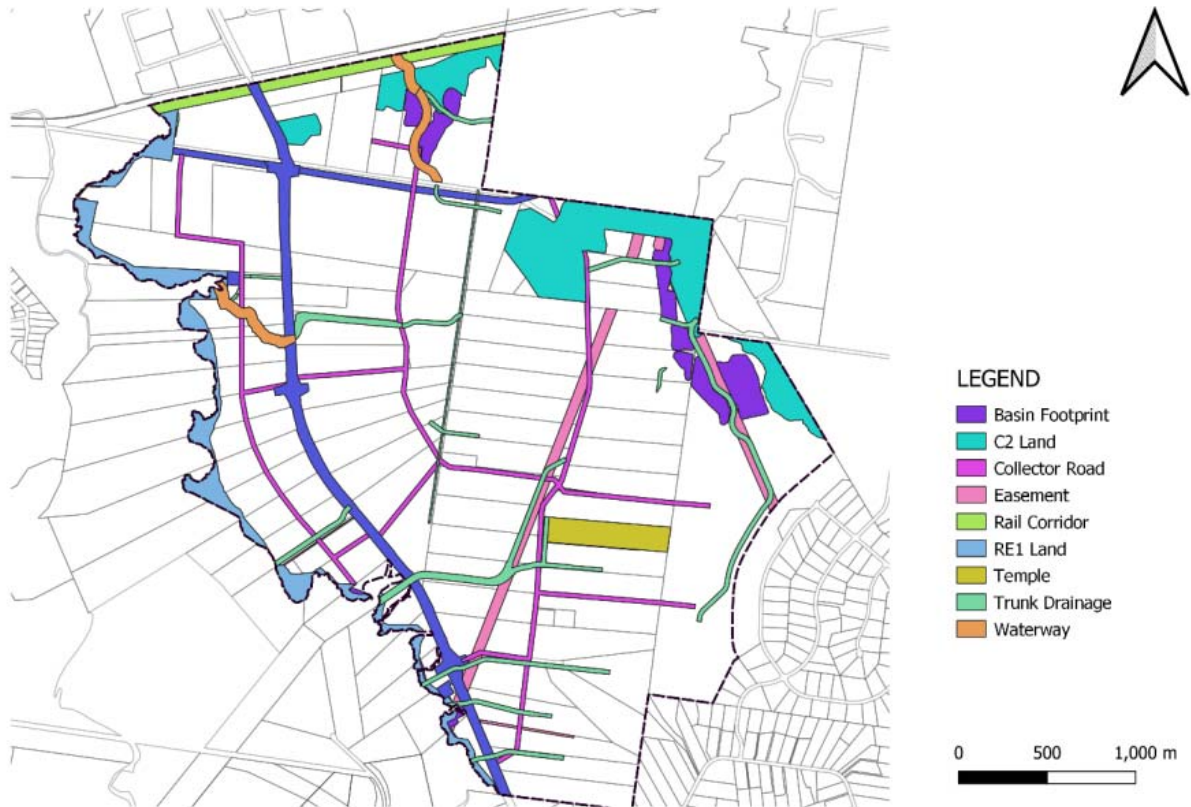 LEGEND
Basin Footprint
C2 Land
Collector Road
Easement
Rail Corridor
RE1 Land
Temple
Trunk Drainage
Waterway
0 500 1,000 m